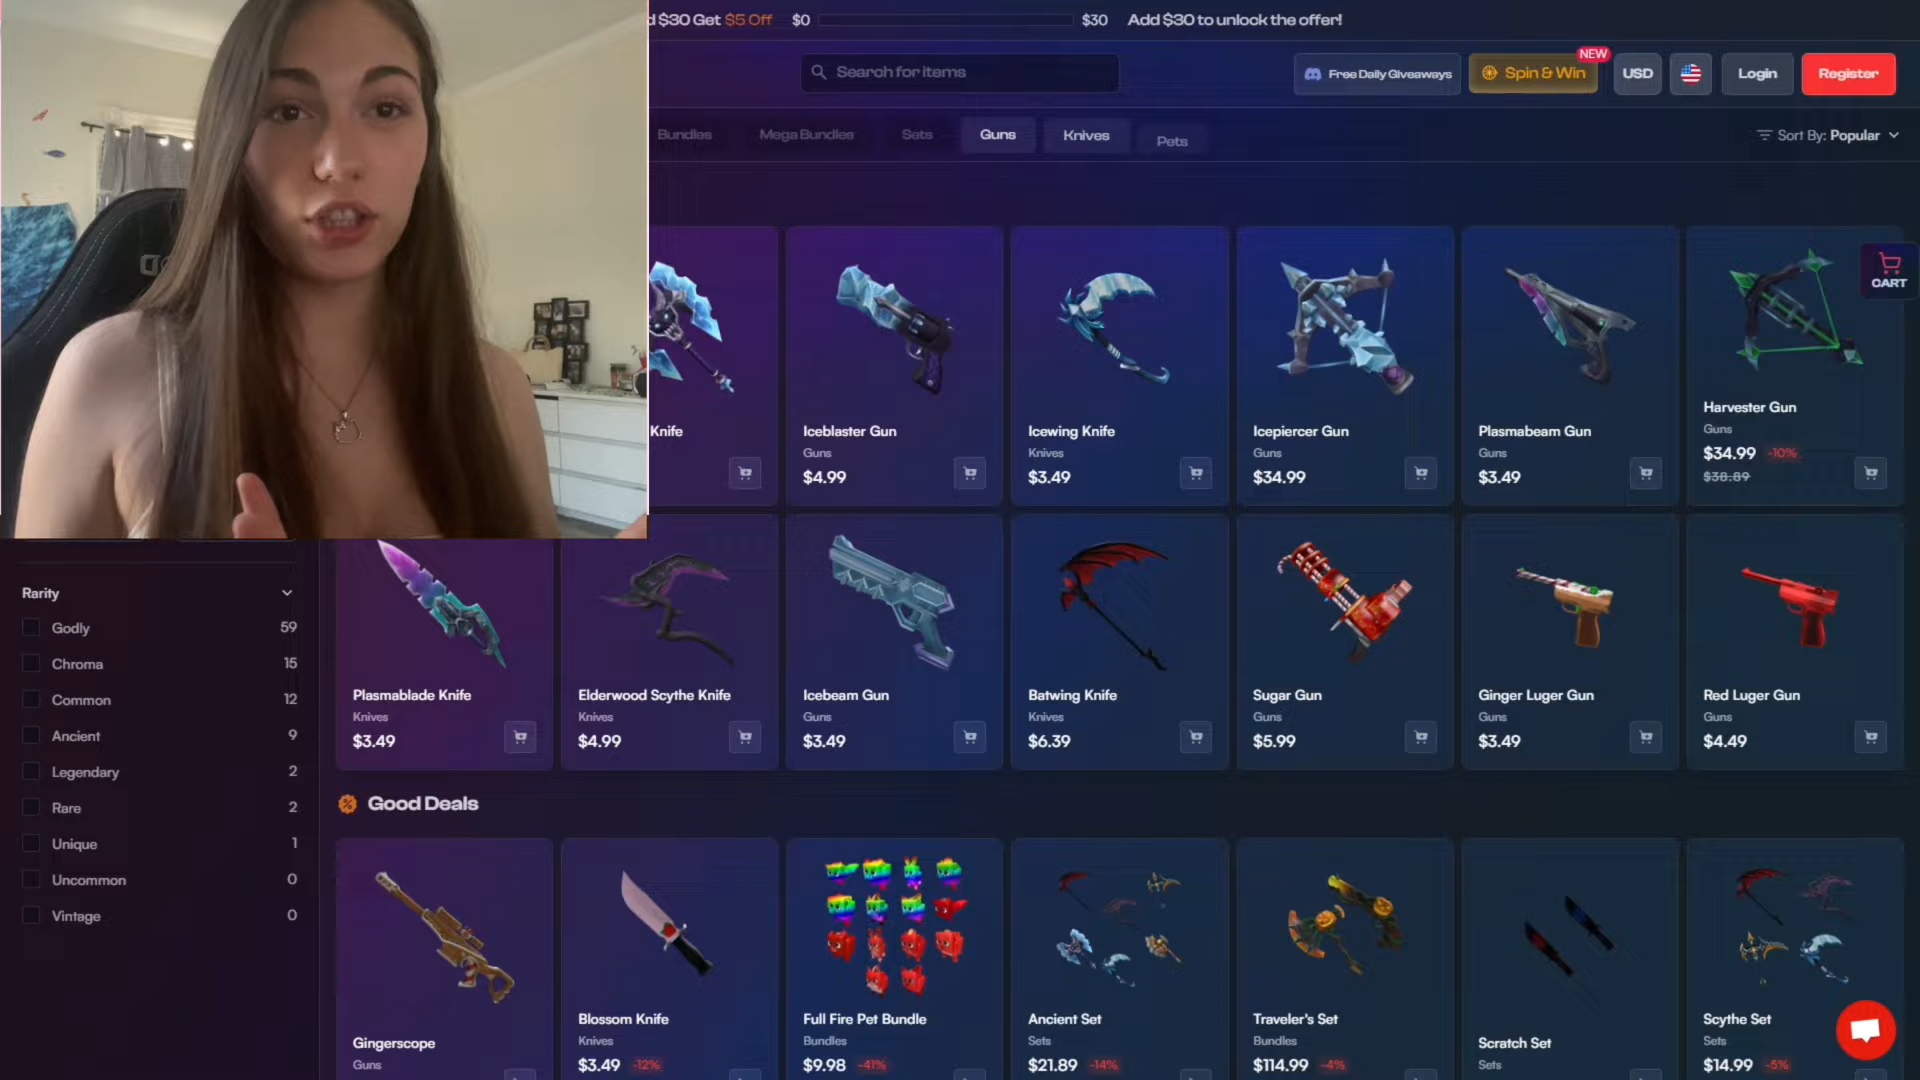 $30 Get $5 Off $0 $30 Add $30 to unlock the offer!
Search for items
Free Daily Giveaways
Spin & Win
NEW
USD
Login
Register
Bundles
Mega Bundles
Sets
Guns
Knives
Pets
Sort By: Popular
CART
Knife
Iceblaster Gun
Guns
$4.99
Icewing Knife
Knives
$3.49
Icepiercer Gun
Guns
$34.99
Plasmabeam Gun
Guns
$3.49
Harvester Gun
Guns
$34.99 -10%
$38.89
Rarity
Godly 59
Chroma 15
Common 12
Ancient 9
Legendary 2
Rare 2
Unique 1
Uncommon 0
Vintage 0
Plasmablade Knife
Knives
$3.49
Elderwood Scythe Knife
Knives
$4.99
Icebeam Gun
Guns
$3.49
Batwing Knife
Knives
$6.39
Sugar Gun
Guns
$5.99
Ginger Luger Gun
Guns
$3.49
Red Luger Gun
Guns
$4.49
Good Deals
Gingerscope
Guns
Blossom Knife
Knives
$3.49 -12%
Full Fire Pet Bundle
Bundles
$9.98 -41%
Ancient Set
Sets
$21.89 -14%
Traveler's Set
Bundles
$114.99 -4%
Scratch Set
Sets
Scythe Set
Sets
$14.99 -5%